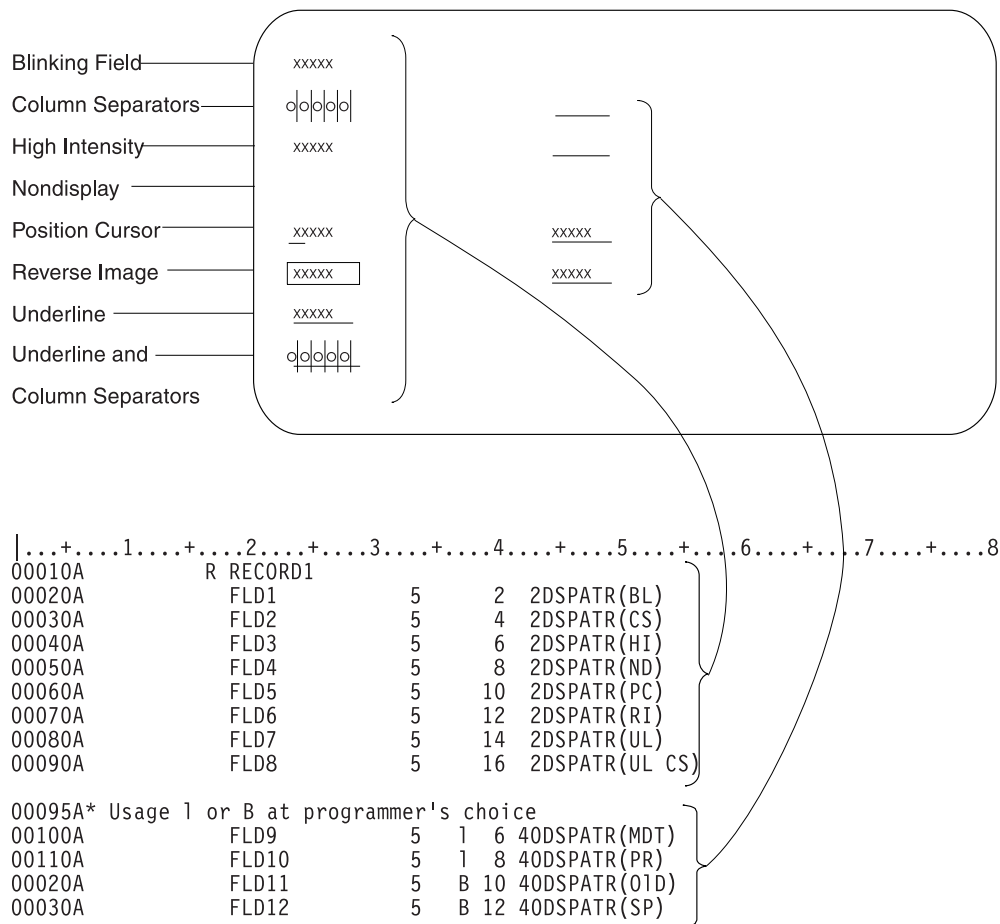 Blinking Field xxxxx
Column Separators o|o|o|o|o|
High Intensity xxxxx
Nondisplay
Position Cursor xxxxx xxxxx
Reverse Image xxxxx xxxxx
Underline xxxxx
Underline and o|o|o|o|o|
Column Separators
|...+....1....+....2....+....3....+....4....+....5....+....6....+....7....+....8
00010A R RECORD1
00020A FLD1 5 2 2DSPATR(BL)
00030A FLD2 5 4 2DSPATR(CS)
00040A FLD3 5 6 2DSPATR(HI)
00050A FLD4 5 8 2DSPATR(ND)
00060A FLD5 5 10 2DSPATR(PC)
00070A FLD6 5 12 2DSPATR(RI)
00080A FLD7 5 14 2DSPATR(UL)
00090A FLD8 5 16 2DSPATR(UL CS)
00095A* Usage l or B at programmer's choice
00100A FLD9 5 l 6 40DSPATR(MDT)
00110A FLD10 5 l 8 40DSPATR(PR)
00020A FLD11 5 B 10 40DSPATR(OlD)
00030A FLD12 5 B 12 40DSPATR(SP)